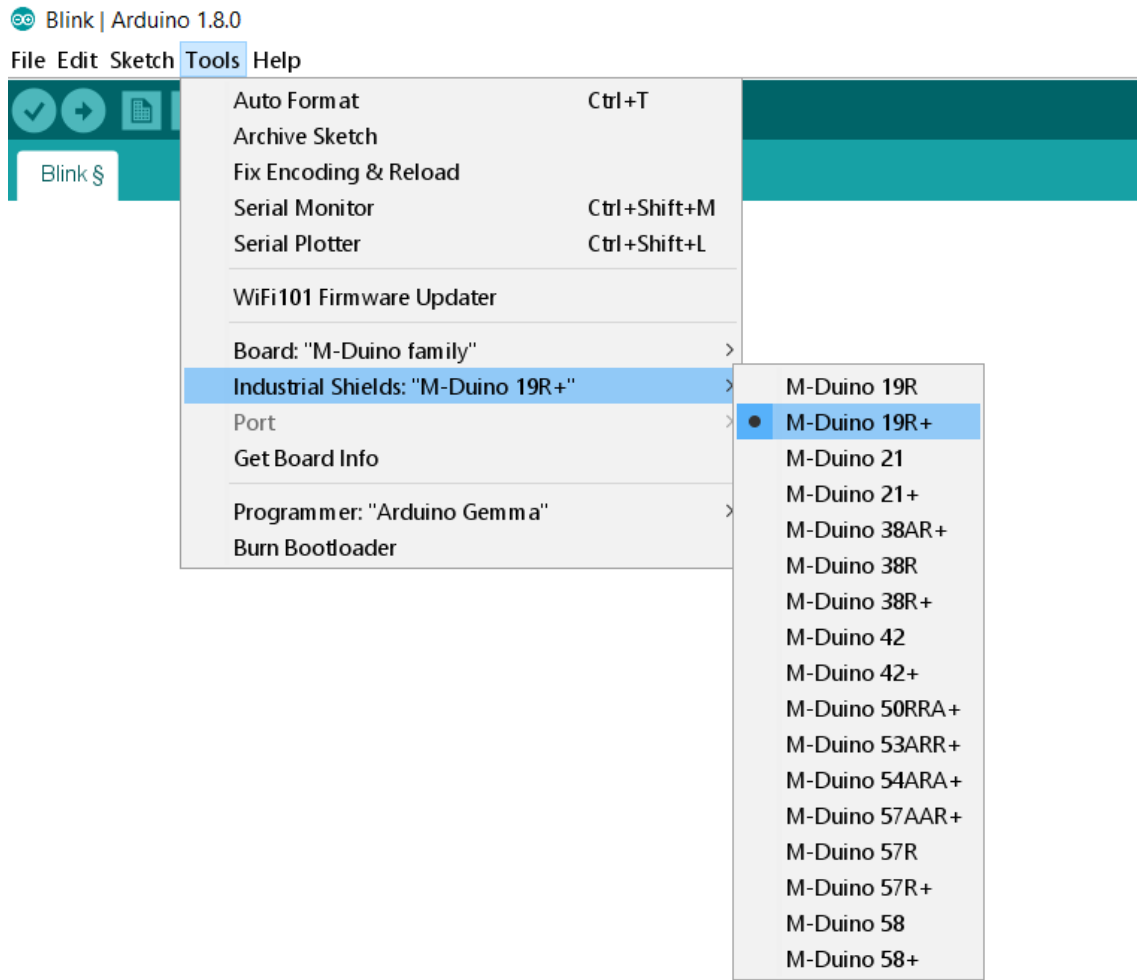 Blink | Arduino 1.8.0
File Edit Sketch Tools Help
Blink §
Auto Format Ctrl+T
Archive Sketch
Fix Encoding & Reload
Serial Monitor Ctrl+Shift+M
Serial Plotter Ctrl+Shift+L
WiFi101 Firmware Updater
Board: "M-Duino family"
Industrial Shields: "M-Duino 19R+"
Port
Get Board Info
Programmer: "Arduino Gemma"
Burn Bootloader
M-Duino 19R
M-Duino 19R+
M-Duino 21
M-Duino 21+
M-Duino 38AR+
M-Duino 38R
M-Duino 38R+
M-Duino 42
M-Duino 42+
M-Duino 50RRA+
M-Duino 53ARR+
M-Duino 54ARA+
M-Duino 57AAR+
M-Duino 57R
M-Duino 57R+
M-Duino 58
M-Duino 58+